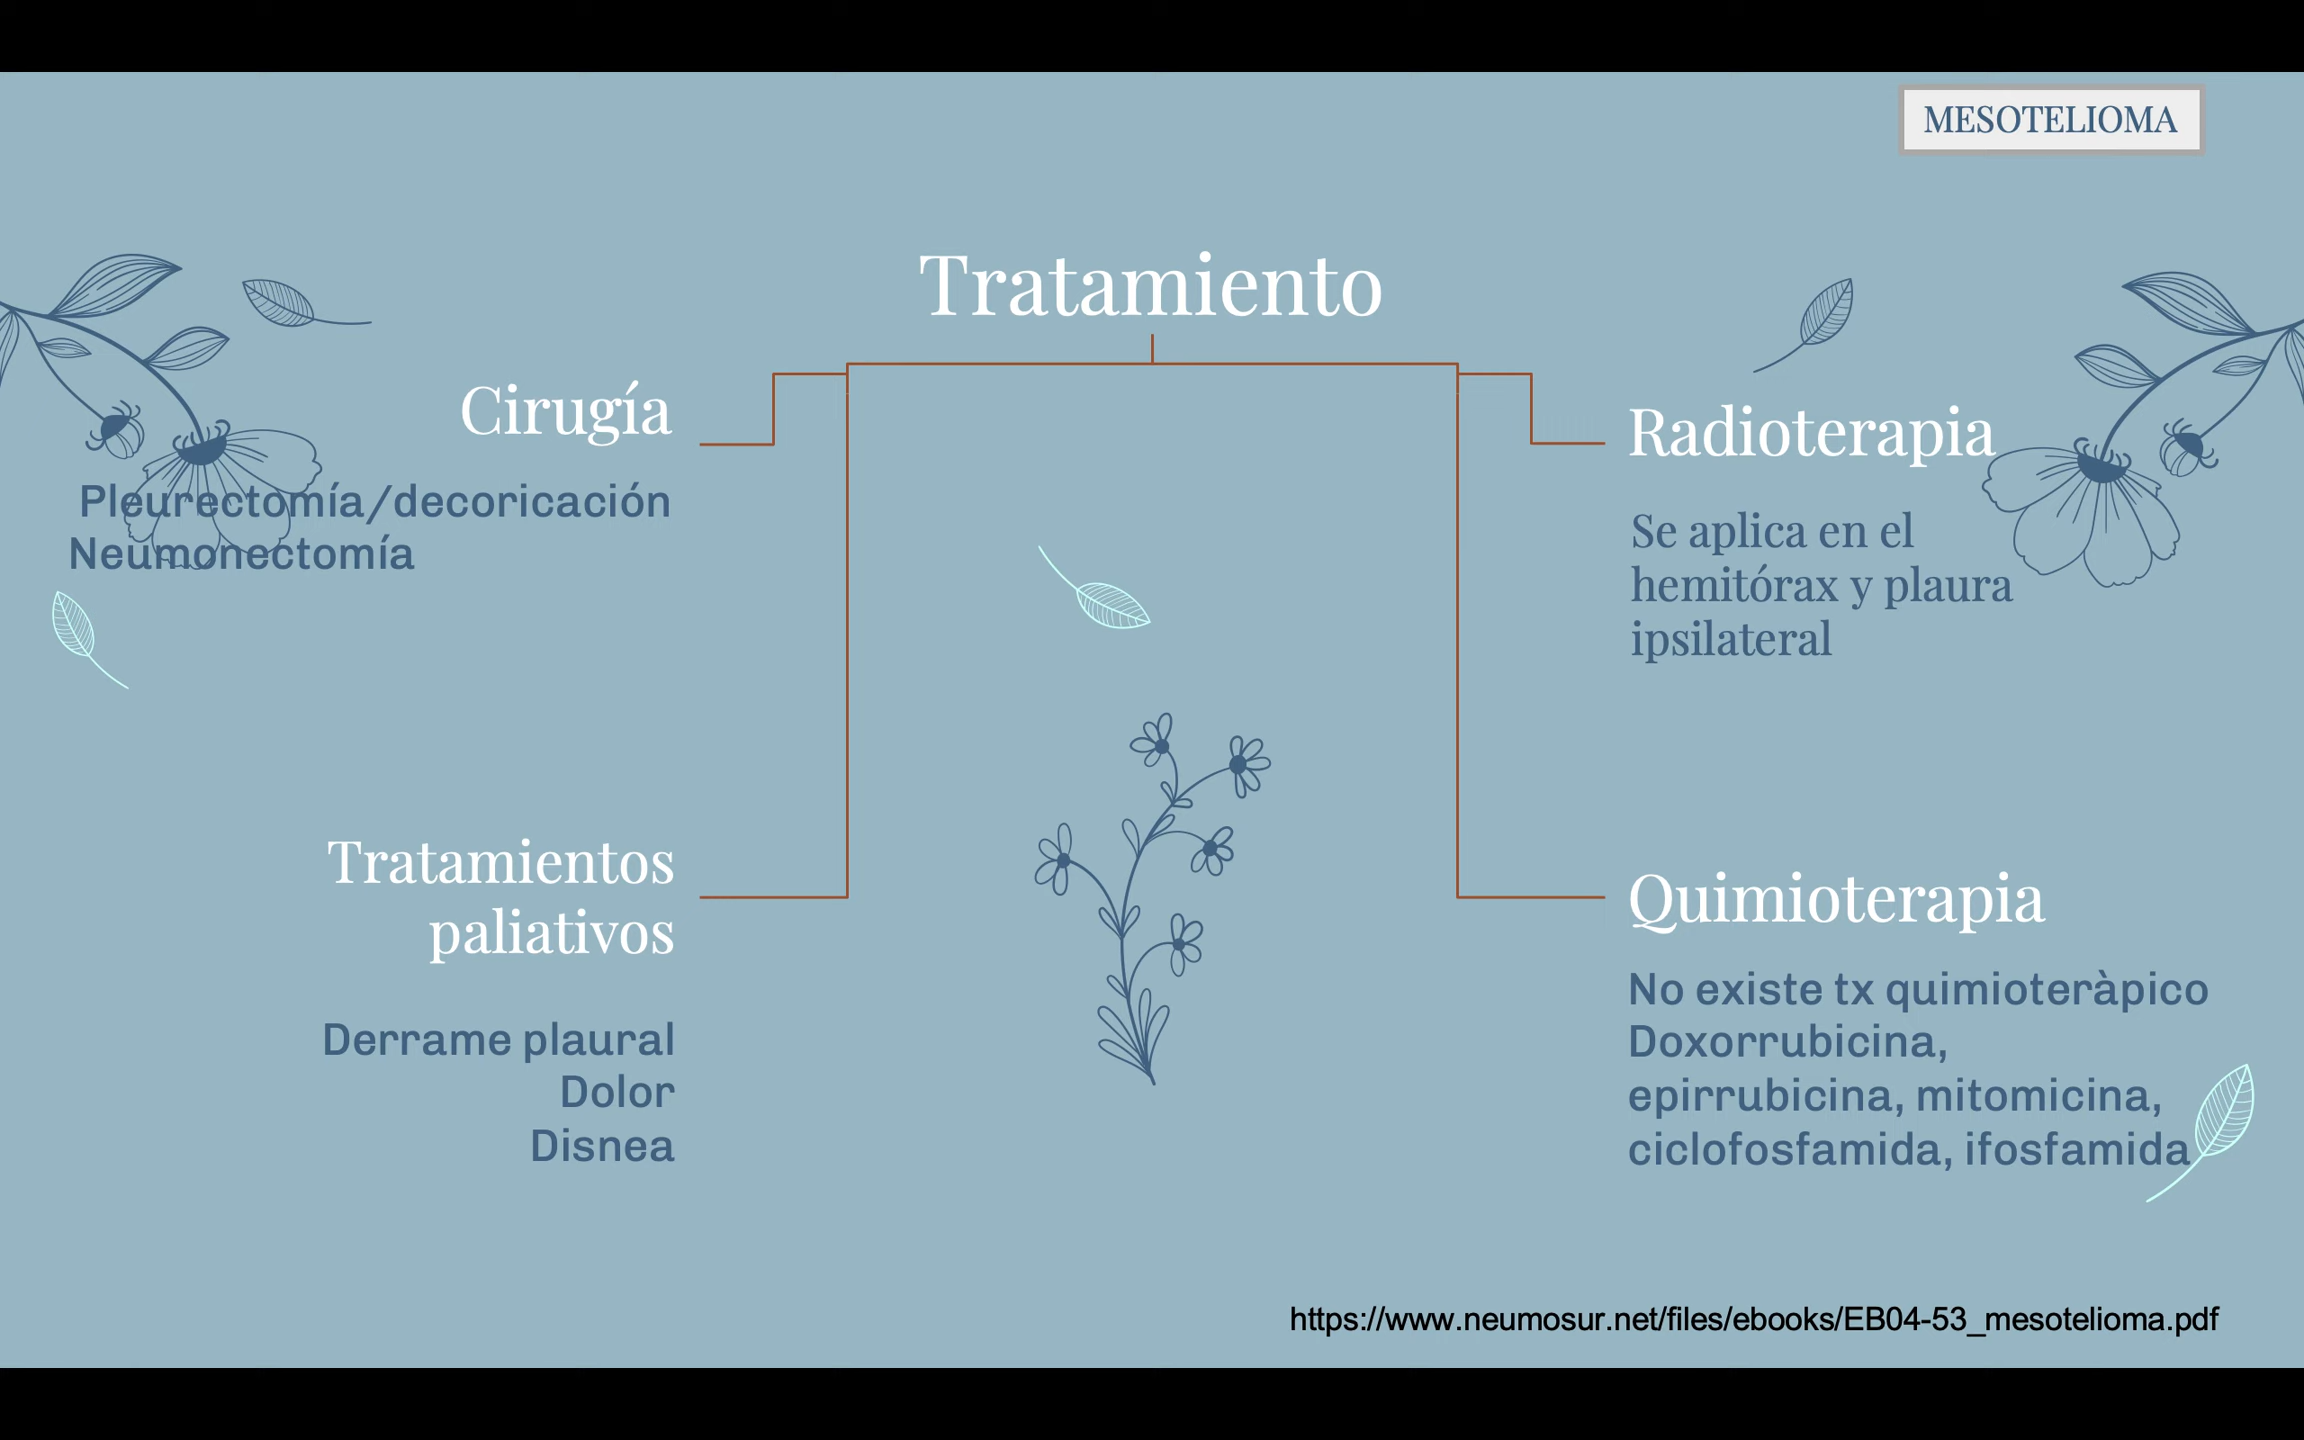 MESOTELIOMA
Tratamiento
Cirugía
Pleurectomía/decoricación
Neumonectomía
Radioterapia
Se aplica en el
hemitórax y plaura
ipsilateral
Tratamientos
paliativos
Derrame plaural
Dolor
Disnea
Quimioterapia
No existe tx quimioteràpico
Doxorrubicina,
epirrubicina, mitomicina,
ciclofosfamida, ifosfamida
https://www.neumosur.net/files/ebooks/EB04-53_mesotelioma.pdf